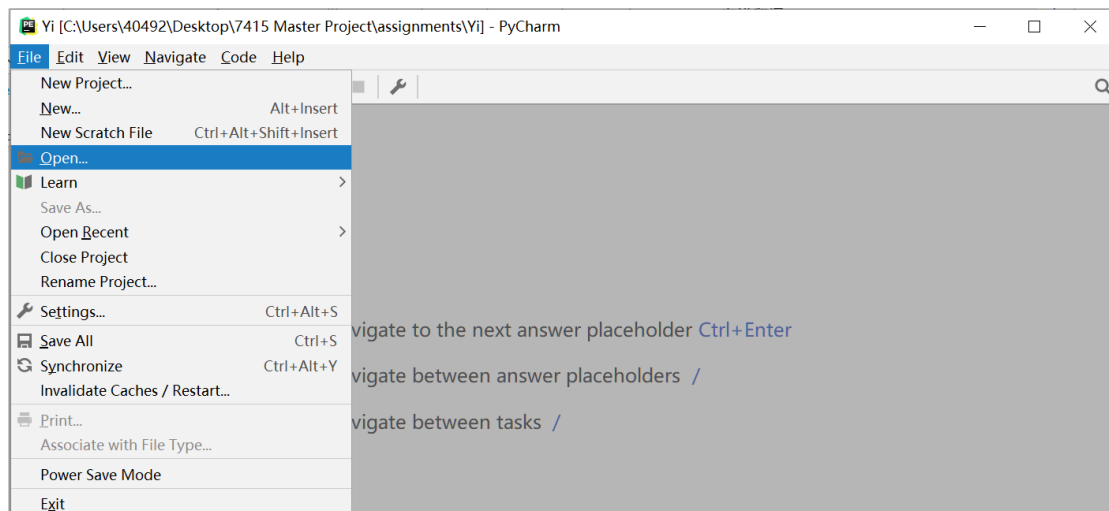 Yi [C:\Users\40492\Desktop\7415 Master Project\assignments\Yi] - PyCharm
File Edit View Navigate Code Help
New Project...
New... Alt+Insert
New Scratch File Ctrl+Alt+Shift+Insert
Open...
Learn
Save As...
Open Recent
Close Project
Rename Project...
Settings... Ctrl+Alt+S
Save All Ctrl+S
Synchronize Ctrl+Alt+Y
Invalidate Caches / Restart...
Print...
Associate with File Type...
Power Save Mode
Exit
vigate to the next answer placeholder Ctrl+Enter
vigate between answer placeholders /
vigate between tasks /